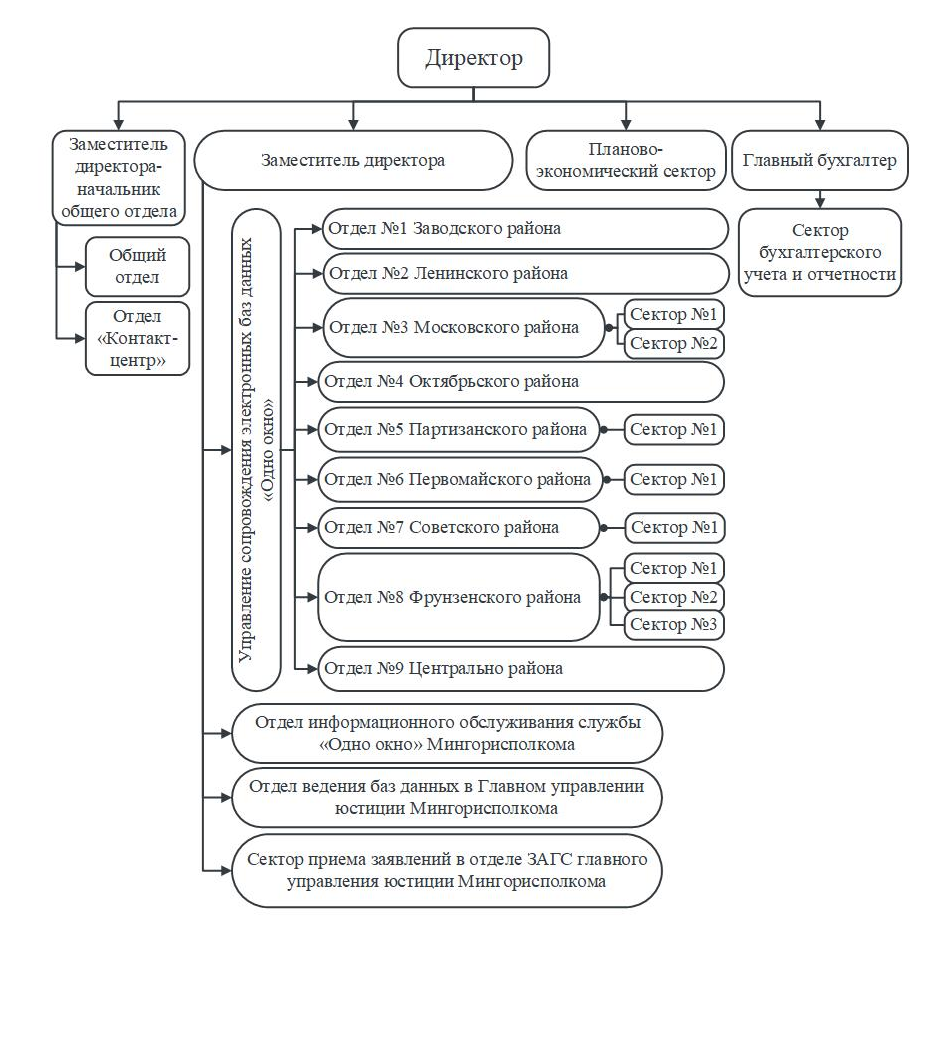 Директор
Заместитель
директора-
начальник
общего отдела
Заместитель директора
Планово-
экономический сектор
Главный бухгалтер
Общий
отдел
Отдел
«Контакт-
центр»
Сектор
бухгалтерского
учета и отчетности
Управление сопровождения электронных баз данных
«Одно окно»
Отдел №1 Заводского района
Отдел №2 Ленинского района
Отдел №3 Московского района
Сектор №1
Сектор №2
Отдел №4 Октябрьского района
Отдел №5 Партизанского района
Сектор №1
Отдел №6 Первомайского района
Сектор №1
Отдел №7 Советского района
Сектор №1
Отдел №8 Фрунзенского района
Сектор №1
Сектор №2
Сектор №3
Отдел №9 Центрально района
Отдел информационного обслуживания службы
«Одно окно» Мингорисполкома
Отдел ведения баз данных в Главном управлении
юстиции Мингорисполкома
Сектор приема заявлений в отделе ЗАГС главного
управления юстиции Мингорисполкома